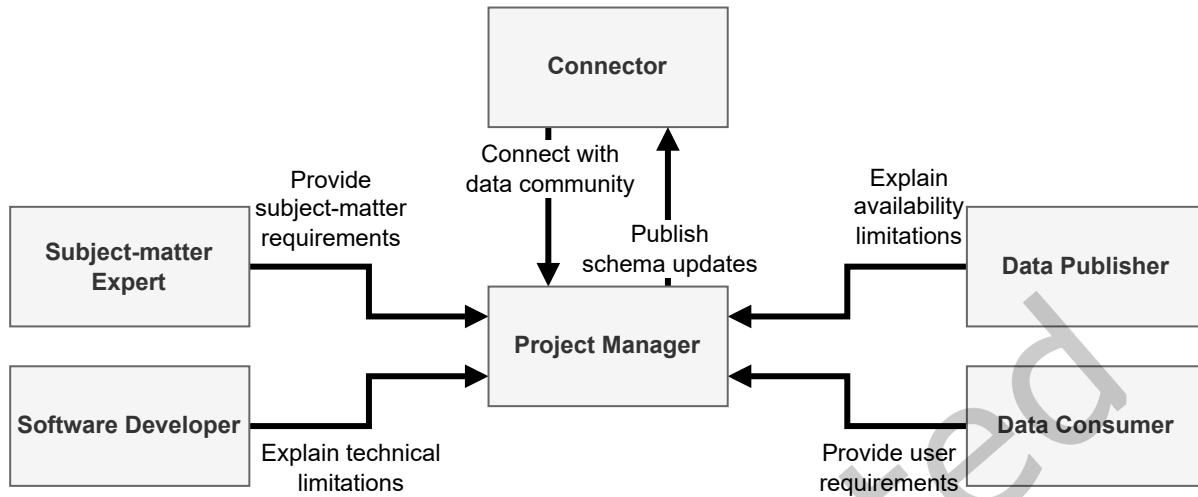 Connector
Connect with
data community
Provide
subject-matter
requirements
Explain
availability
limitations
Publish
schema updates
Subject-matter
Expert
Data Publisher
Project Manager
Software Developer
Data Consumer
Explain technical
limitations
Provide user
requirements